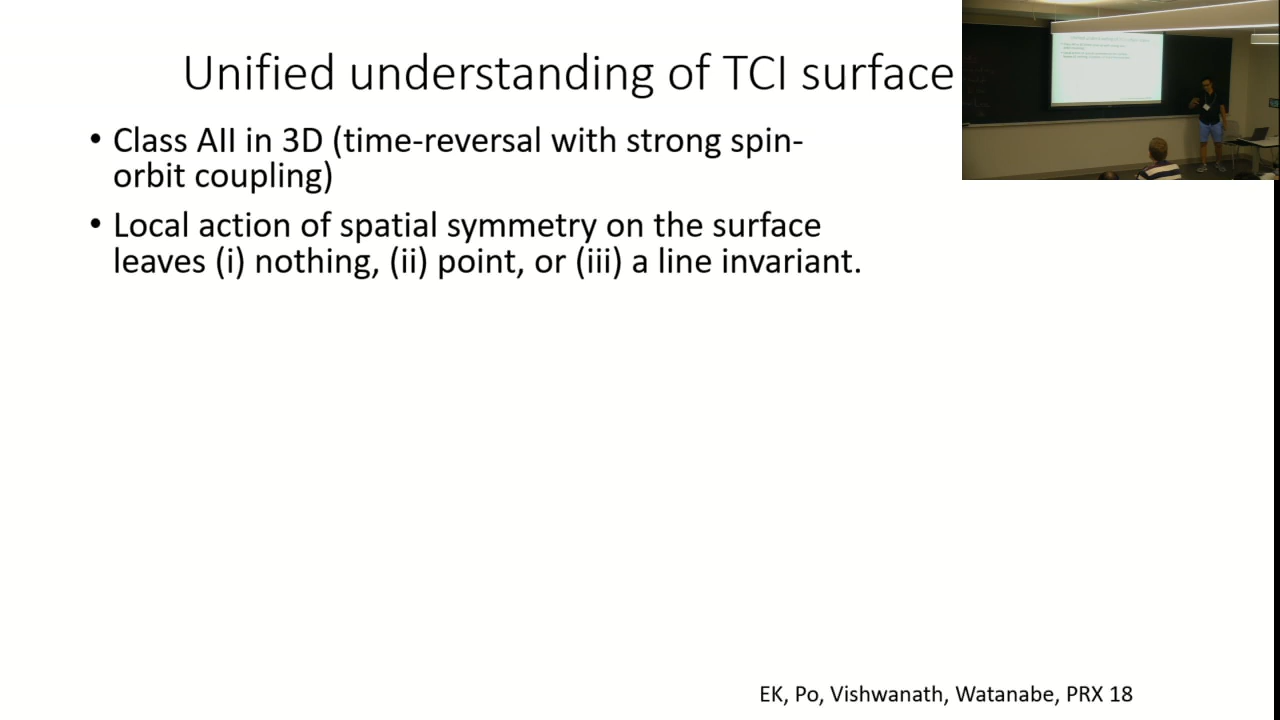 Unified understanding of TCI surface
• Class AII in 3D (time-reversal with strong spin-
orbit coupling)
• Local action of spatial symmetry on the surface
leaves (i) nothing, (ii) point, or (iii) a line invariant.
EK, Po, Vishwanath, Watanabe, PRX 18